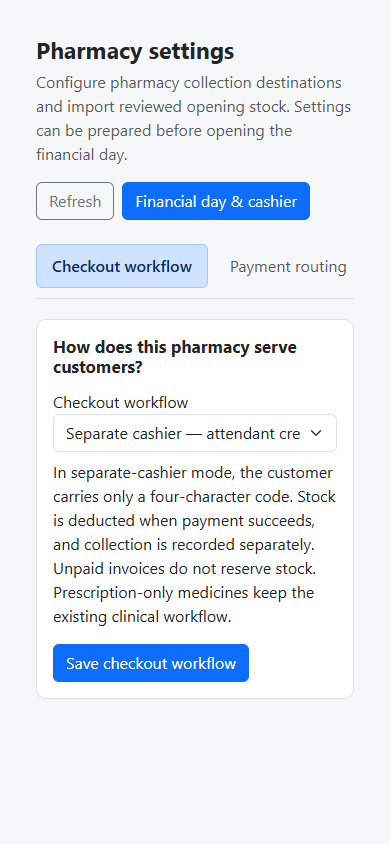 Pharmacy settings
Configure pharmacy collection destinations
and import reviewed opening stock. Settings
can be prepared before opening the
financial day.
Refresh
Financial day & cashier
Checkout workflow
Payment routing
How does this pharmacy serve
customers?
Checkout workflow
Separate cashier — attendant cre
In separate-cashier mode, the customer
carries only a four-character code. Stock
is deducted when payment succeeds,
and collection is recorded separately.
Unpaid invoices do not reserve stock.
Prescription-only medicines keep the
existing clinical workflow.
Save checkout workflow